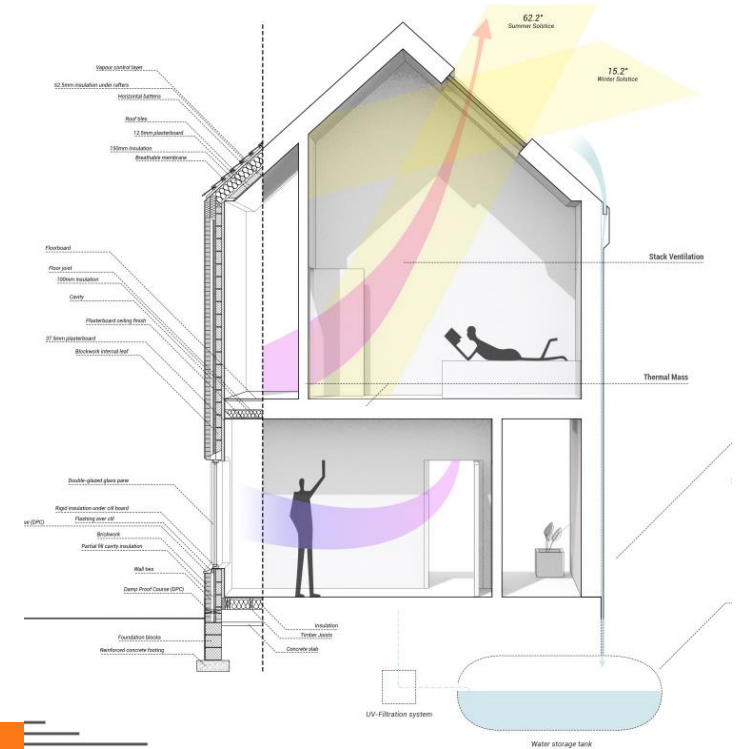 62.2°
Summer Solstice
15.2°
Winter Solstice
Vapour control layer
62.5mm insulation under rafters
Horizontal battens
Roof tiles
12.5mm plasterboard
150mm insulation
Breathable membrane
Floorboard
Floor joist
100mm insulation
Cavity
Plasterboard ceiling finish
37.5mm plasterboard
Blockwork internal leaf
Stack Ventilation
Thermal Mass
Double-glazed glass pane
Rigid insulation under cill board
Flashing over cill
(DPC)
Brickwork
Partial fill cavity insulation
Wall ties
Damp Proof Course (DPC)
Insulation
Timber Joists
Concrete slab
Foundation blocks
Reinforced concrete footing
UV-Filtration system
Water storage tank